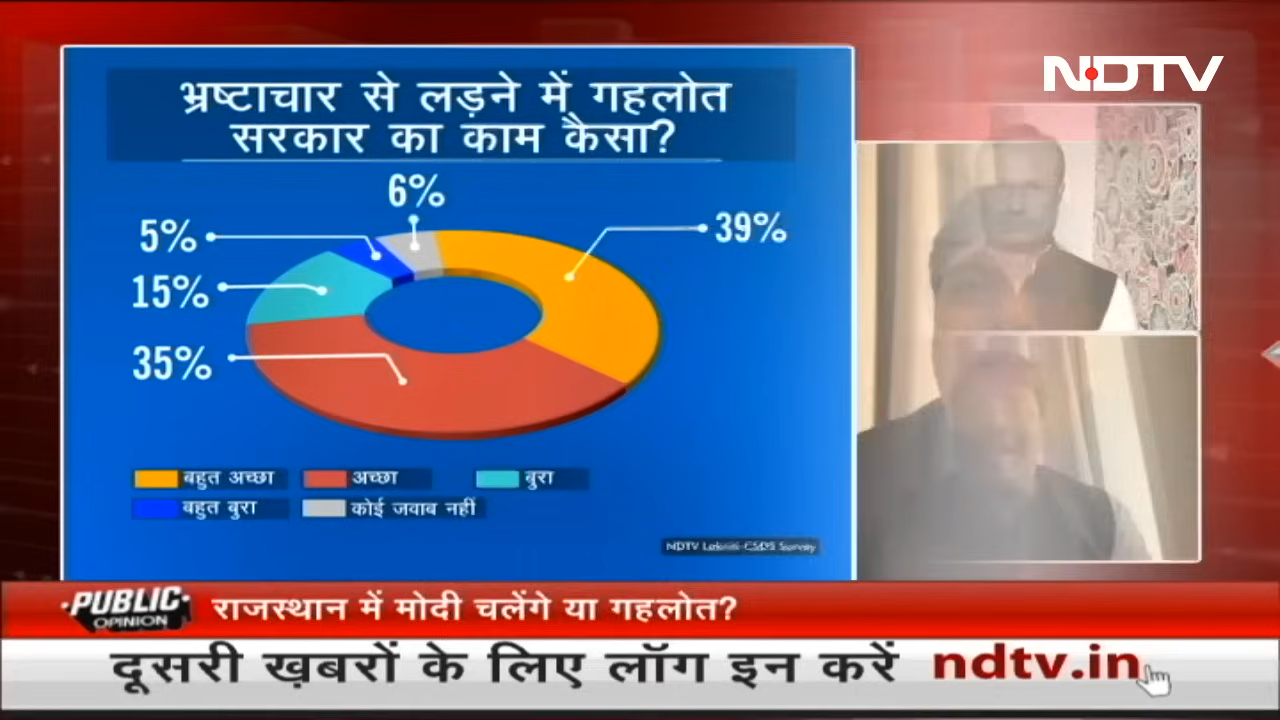 NDTV
भ्रष्टाचार से लड़ने में गहलोत
सरकार का काम कैसा?
6%
5%
39%
15%
35%
बहुत अच्छा
अच्छा
बुरा
बहुत बुरा
कोई जवाब नहीं
NDTV Lokniti-CSDS Survey
PUBLIC
OPINION
राजस्थान में मोदी चलेंगे या गहलोत?
दूसरी ख़बरों के लिए लॉग इन करें ndtv.in